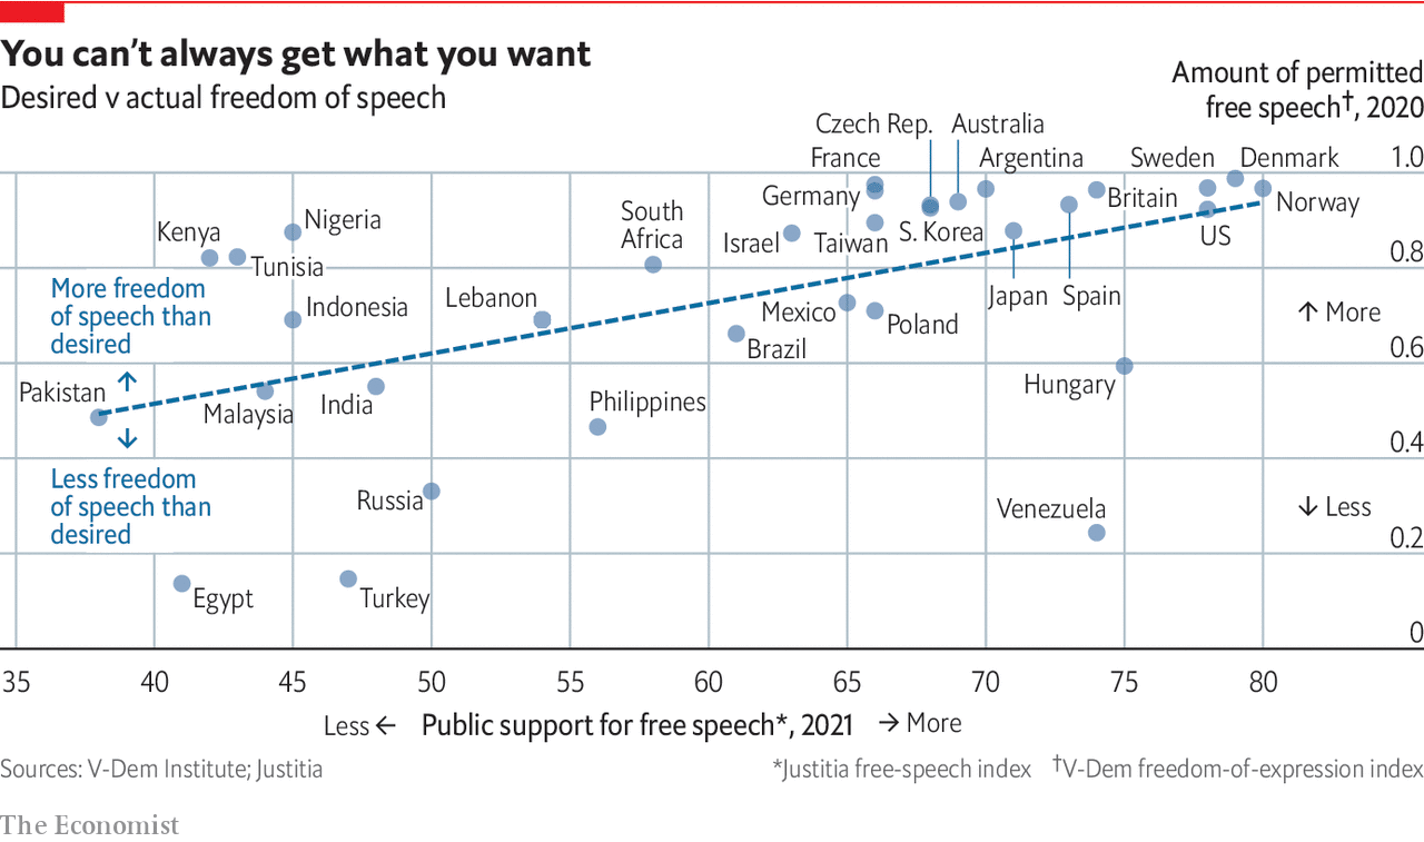 You can't always get what you want
Desired v actual freedom of speech
Amount of permitted
free speech†, 2020
Czech Rep.
Australia
France
Argentina
Sweden
Denmark
1.0
Germany
Britain
Norway
Kenya
Nigeria
South
Africa
Israel
Taiwan
S. Korea
US
Tunisia
0.8
More freedom
of speech than
desired
Indonesia
Lebanon
Mexico
Poland
Japan
Spain
↑ More
Brazil
0.6
Pakistan
↑
Malaysia
India
Philippines
Hungary
↓
0.4
Less freedom
of speech than
desired
Russia
Venezuela
↓ Less
0.2
Egypt
Turkey
0
35 40 45 50 55 60 65 70 75 80
Less ← Public support for free speech*, 2021 → More
Sources: V-Dem Institute; Justitia
*Justitia free-speech index †V-Dem freedom-of-expression index
The Economist